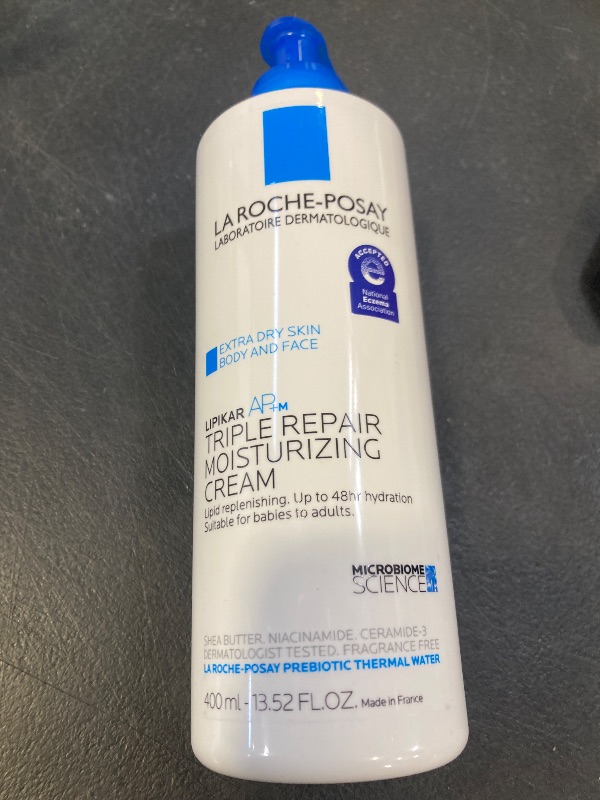 LA ROCHE-POSAY
LABORATOIRE DERMATOLOGIQUE
ACCEPTED
National
Eczema
Association
EXTRA DRY SKIN
BODY AND FACE
LIPIKAR AP+M
TRIPLE REPAIR
MOISTURIZING
CREAM
Lipid replenishing. Up to 48hr hydration
Suitable for babies to adults.
MICROBIOME
SCIENCE
SHEA BUTTER. NIACINAMIDE. CERAMIDE-3
DERMATOLOGIST TESTED. FRAGRANCE FREE
LA ROCHE-POSAY PREBIOTIC THERMAL WATER
400 ml - 13.52 FL.OZ. Made in France